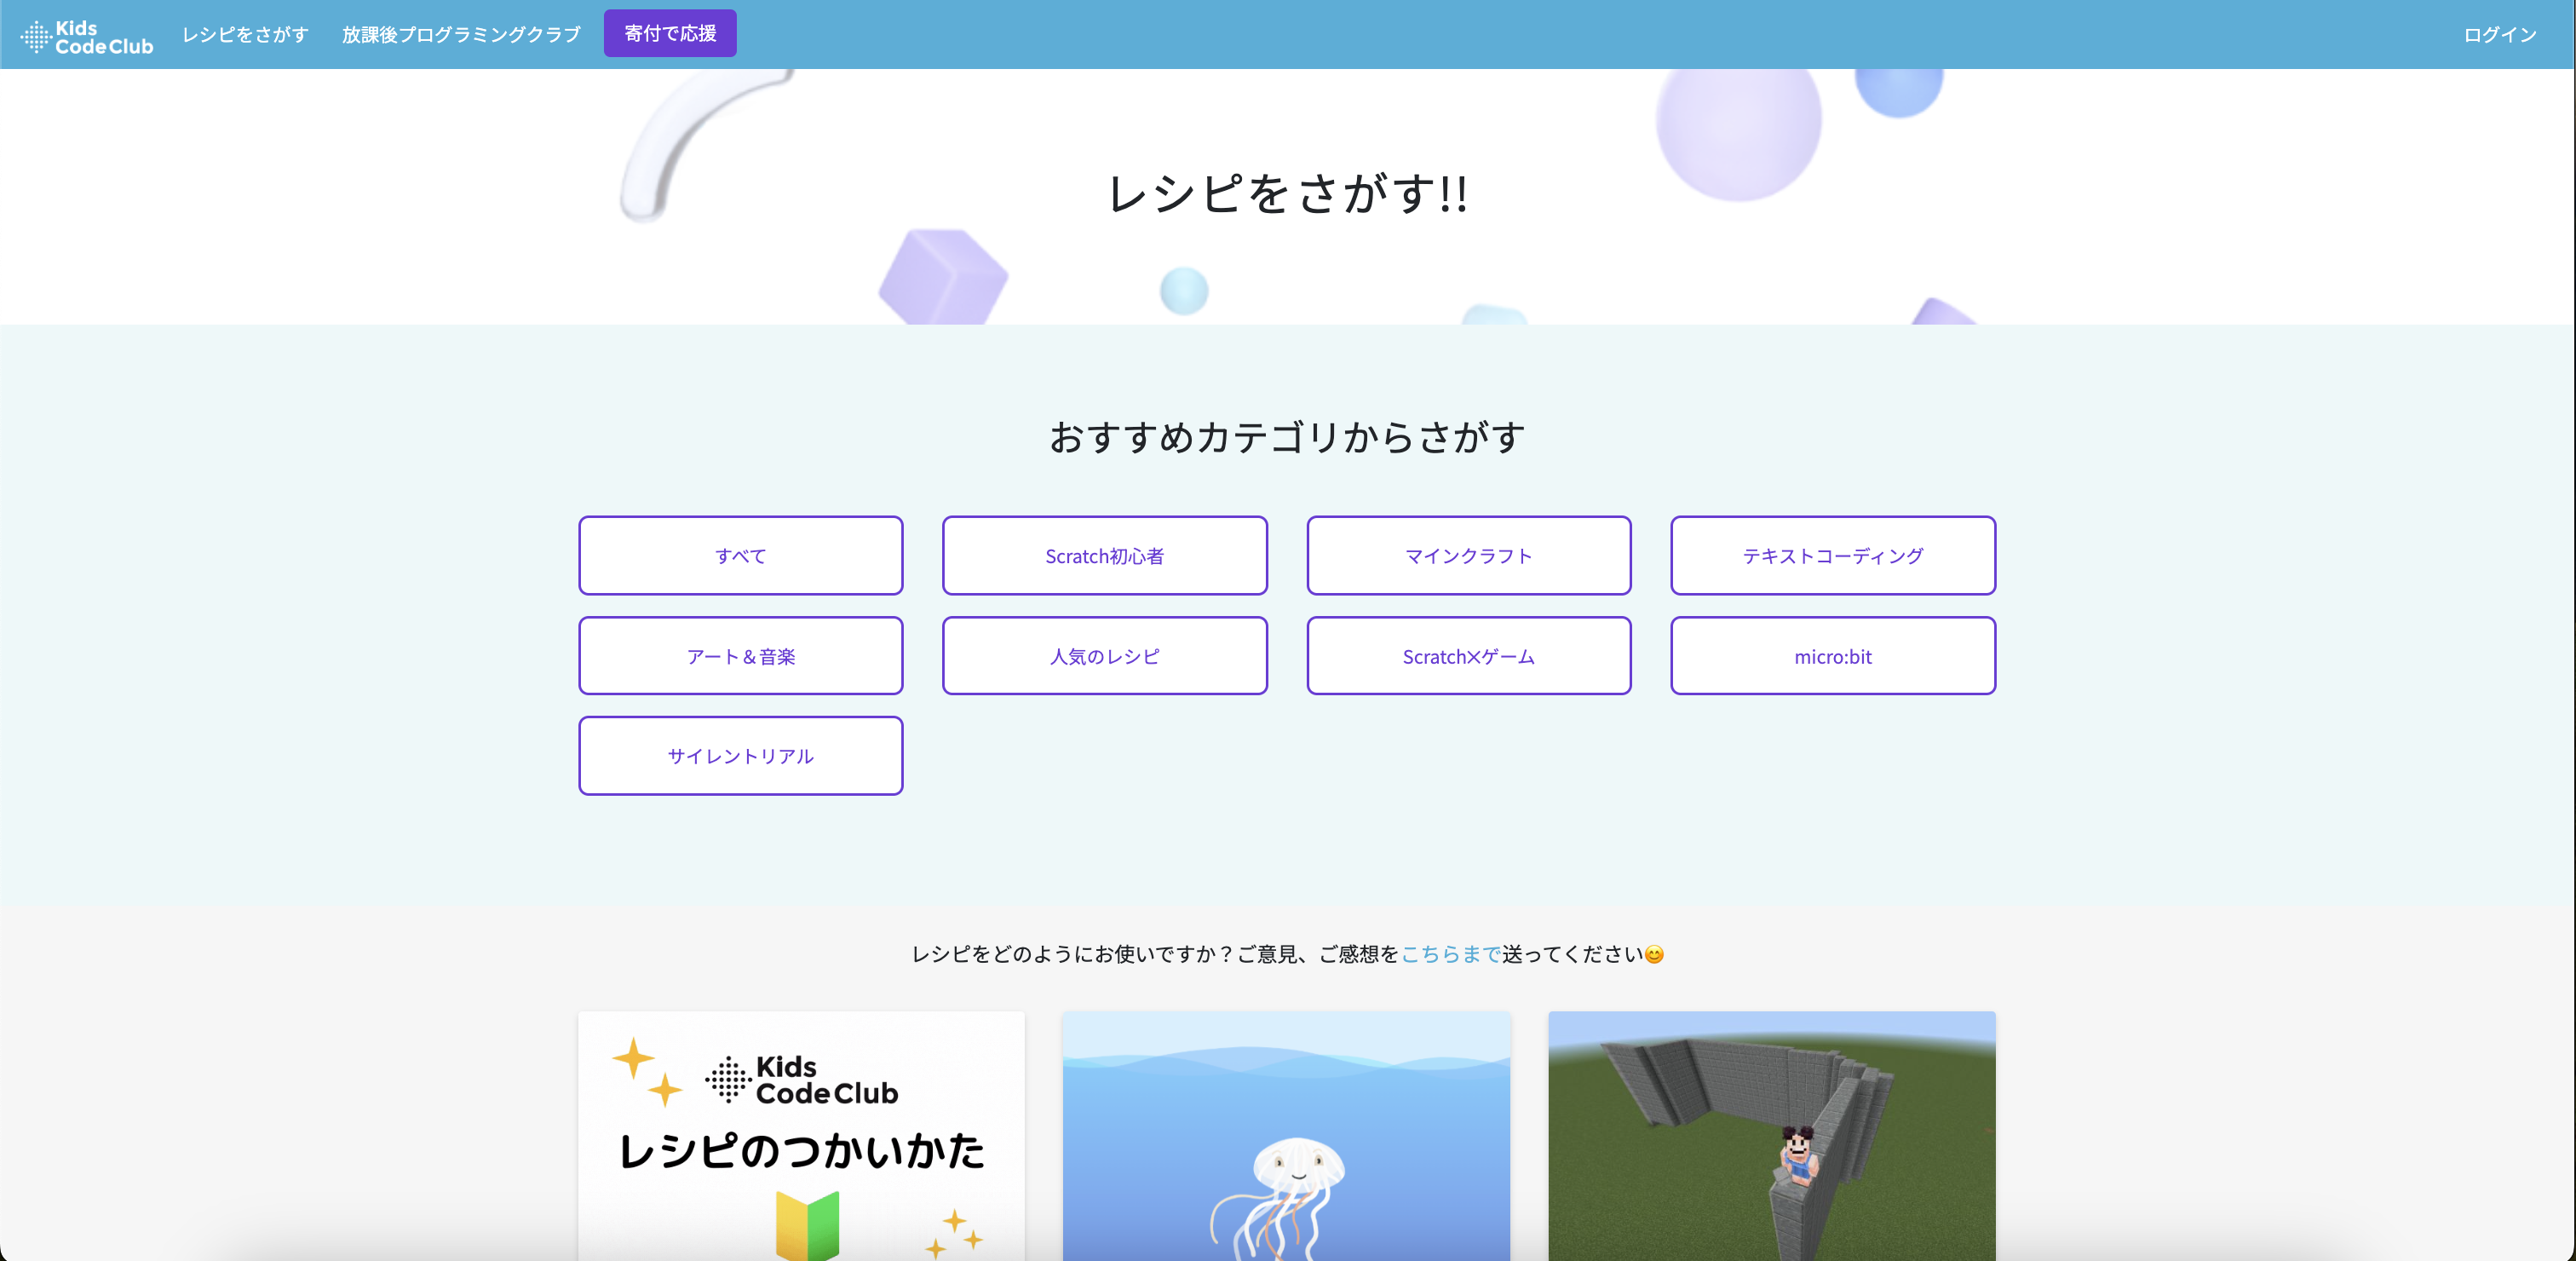 Kids
Code Club
レシピをさがす
放課後プログラミングクラブ
寄付で応援
ログイン
レシピをさがす!!
おすすめカテゴリからさがす
すべて
Scratch初心者
マインクラフト
テキストコーディング
アート＆音楽
人気のレシピ
Scratch✕ゲーム
micro:bit
サイレントリアル
レシピをどのようにお使いですか？ご意見、ご感想をこちらまで送ってください😊
Kids
Code Club
レシピのつかいかた